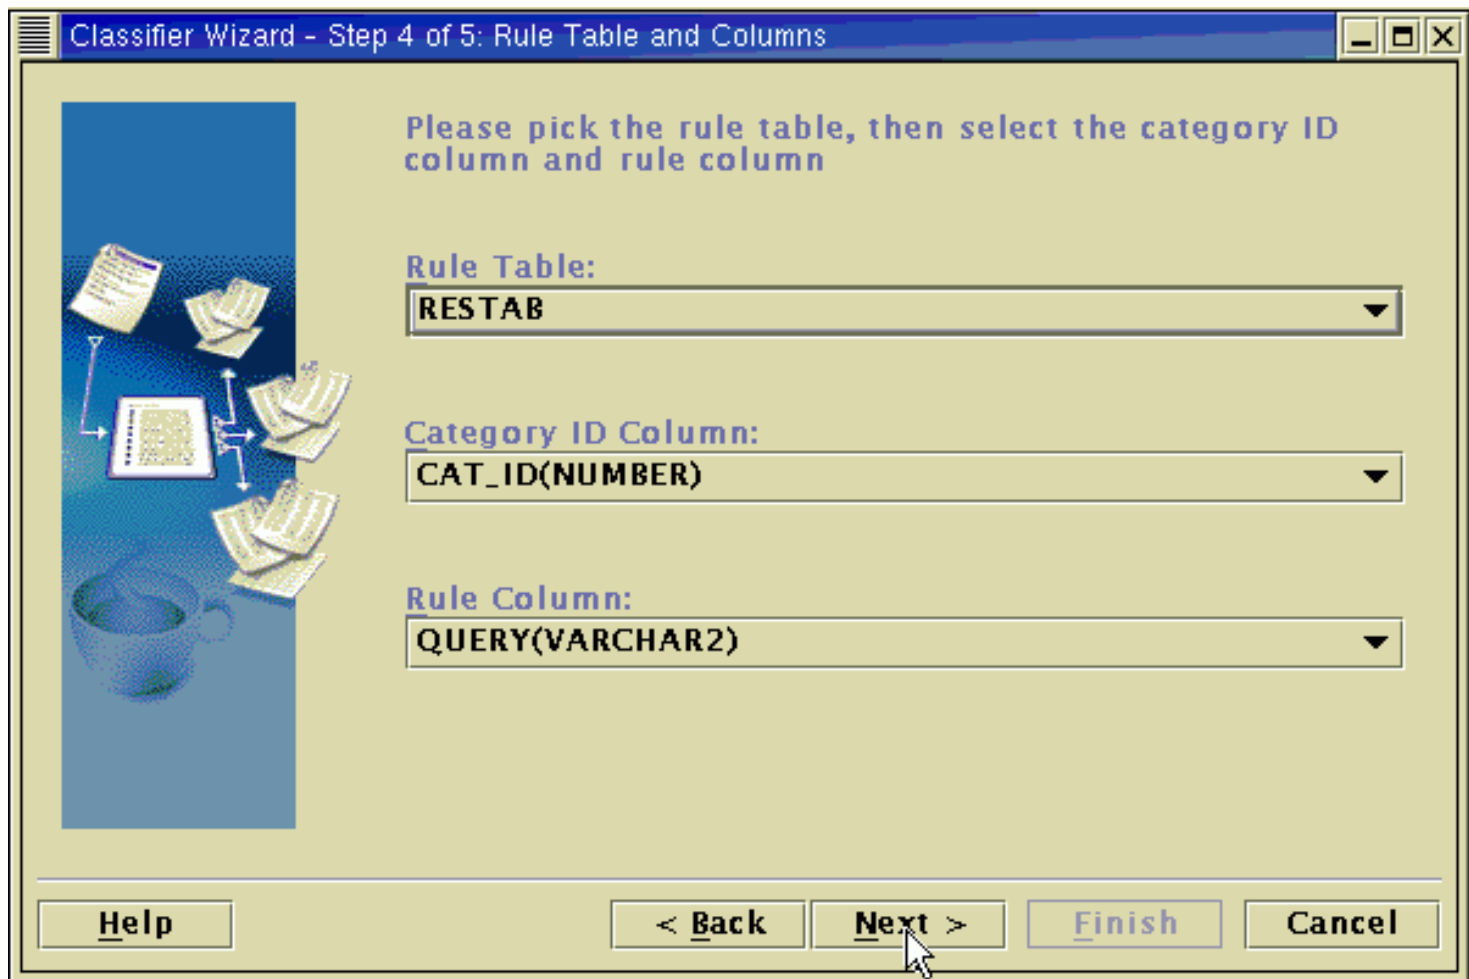 Classifier Wizard - Step 4 of 5: Rule Table and Columns
Please pick the rule table, then select the category ID
column and rule column
Rule Table:
RESTAB
Category ID Column:
CAT_ID(NUMBER)
Rule Column:
QUERY(VARCHAR2)
Help
< Back
Next >
Finish
Cancel